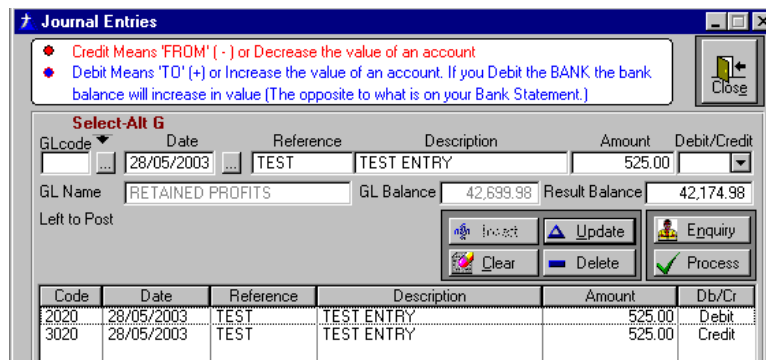 Journal Entries
Credit Means 'FROM' ( - ) or Decrease the value of an account
Debit Means 'TO' (+) or Increase the value of an account. If you Debit the BANK the bank
balance will increase in value (The opposite to what is on your Bank Statement.)
Close
Select-Alt G
GLcode Date Reference Description Amount Debit/Credit
... 28/05/2003 ... TEST TEST ENTRY 525.00
GL Name RETAINED PROFITS GL Balance 42,699.98 Result Balance 42,174.98
Left to Post
Insert Update Enquiry
Clear Delete Process
Code Date Reference Description Amount Db/Cr
2020 28/05/2003 TEST TEST ENTRY 525.00 Debit
3020 28/05/2003 TEST TEST ENTRY 525.00 Credit